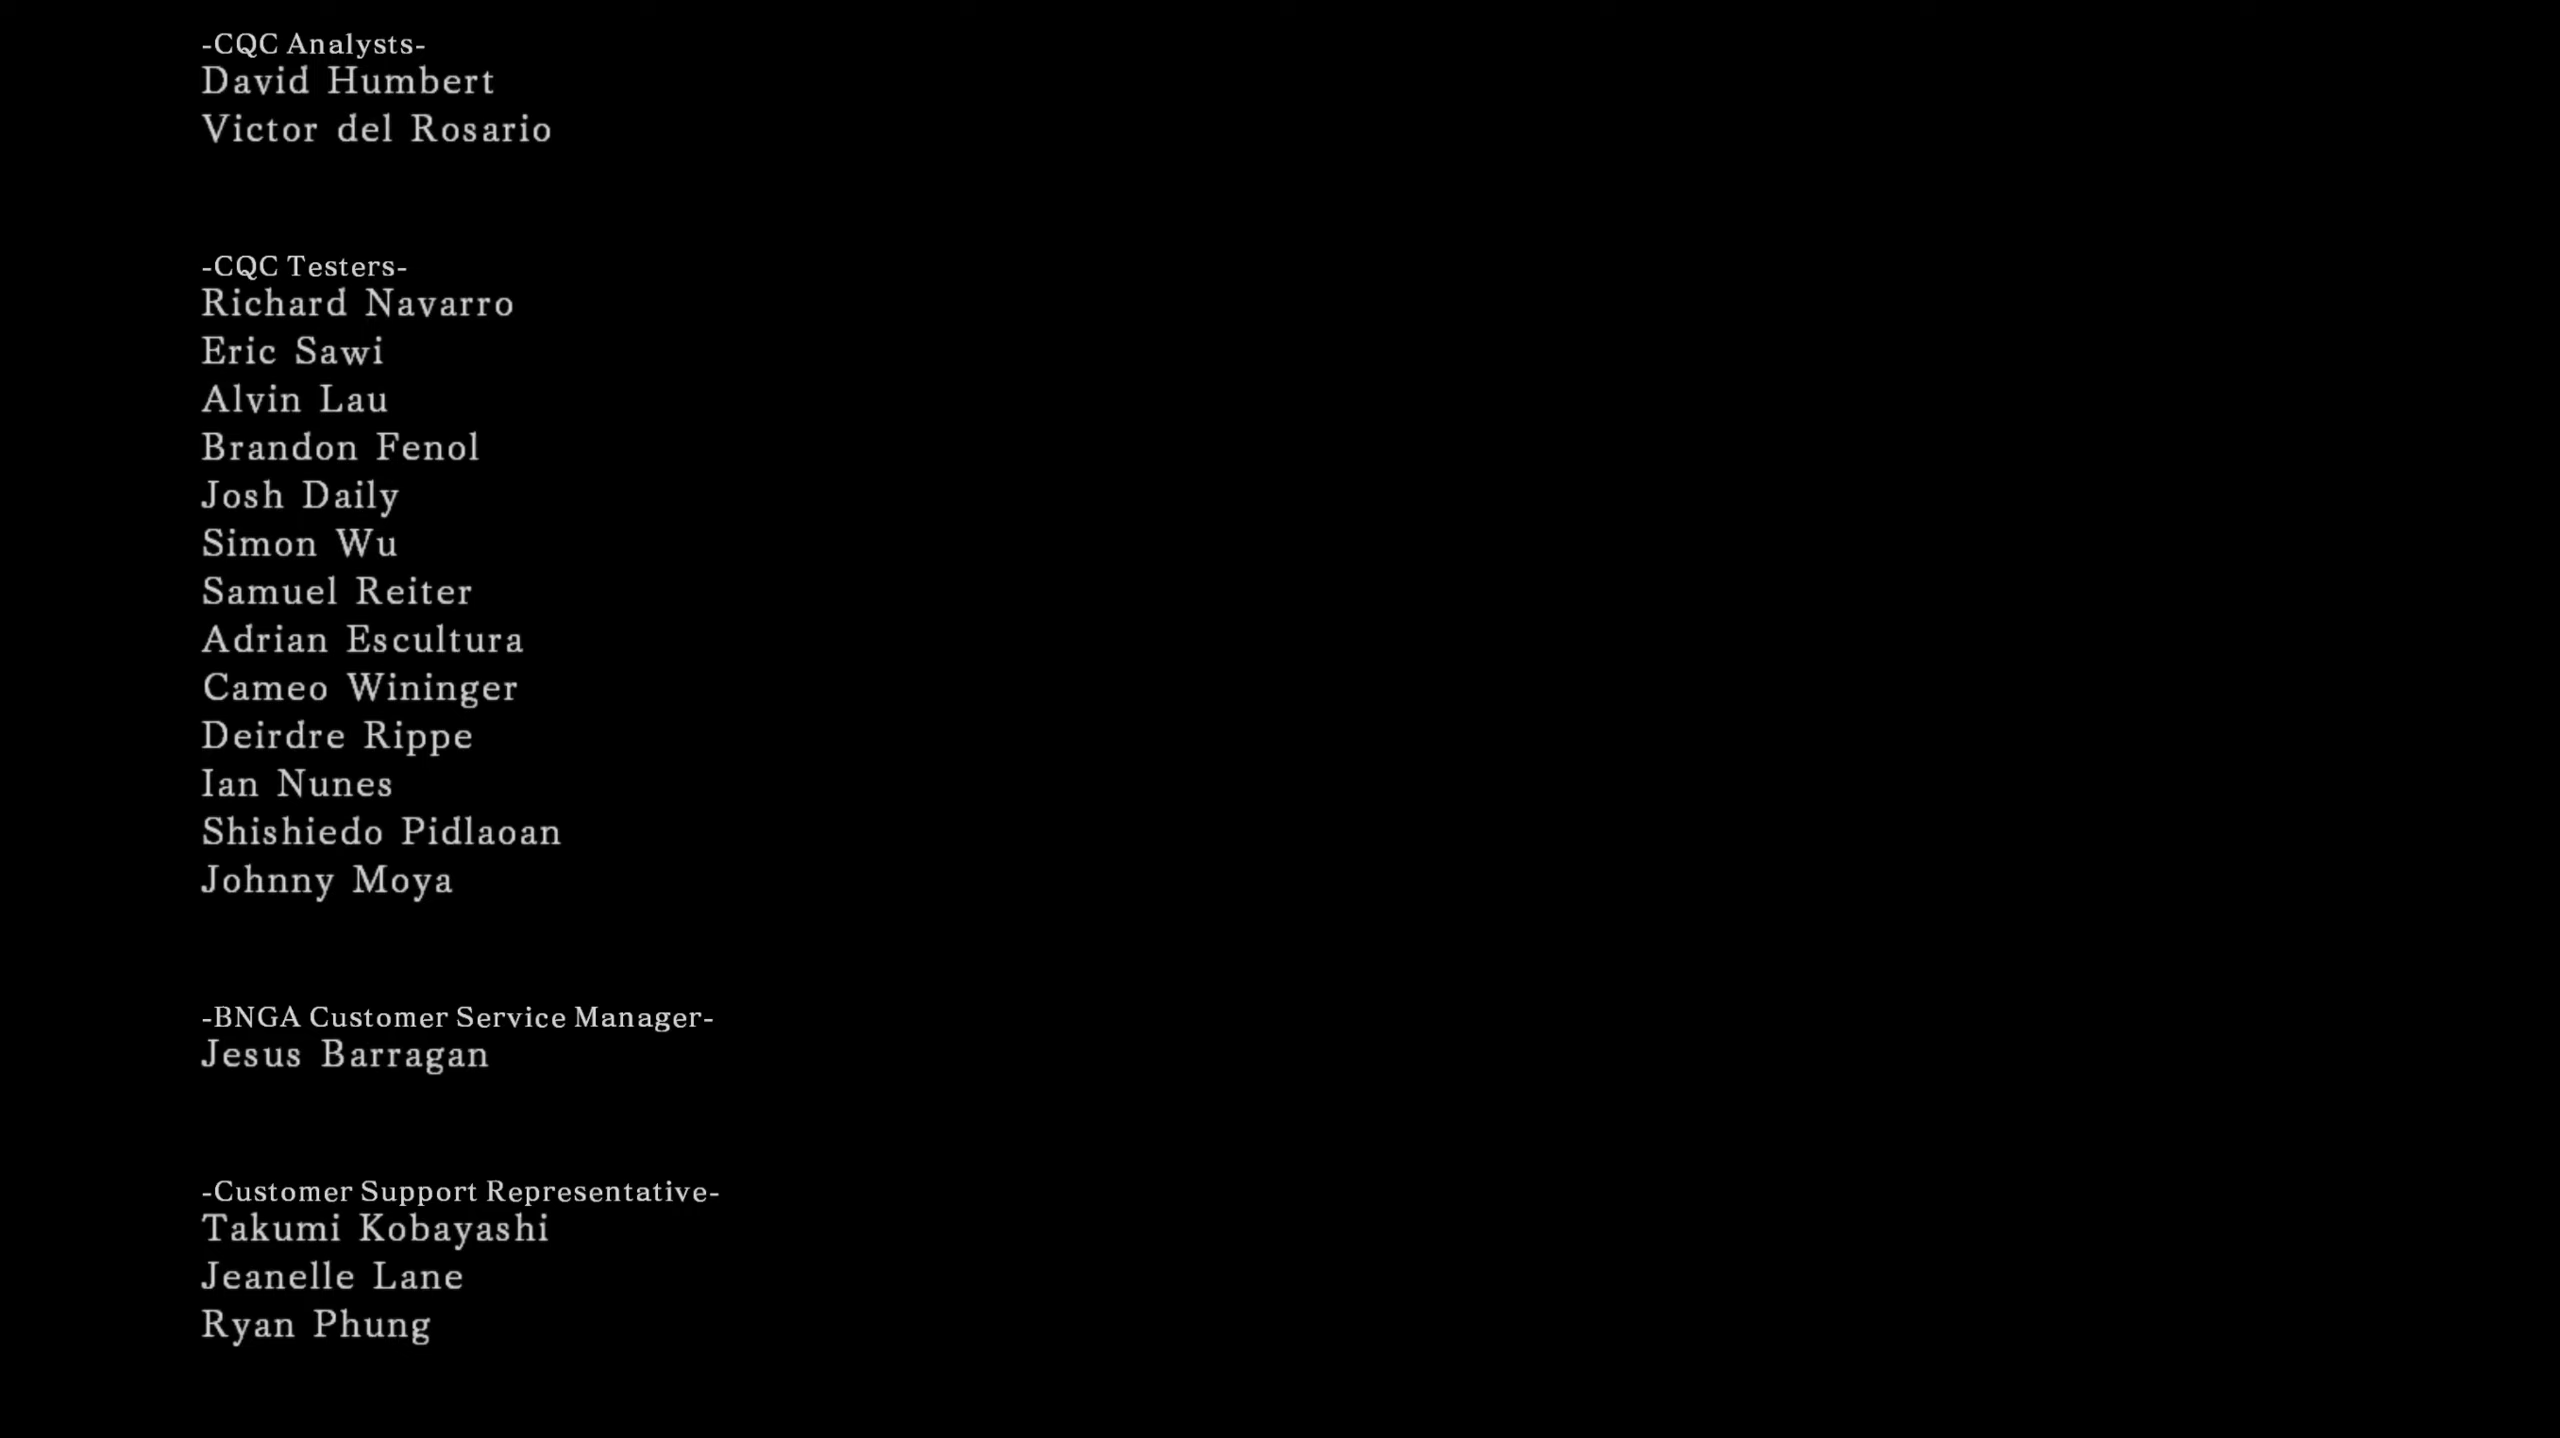 -CQC Analysts-
David Humbert
Victor del Rosario
-CQC Testers-
Richard Navarro
Eric Sawi
Alvin Lau
Brandon Fenol
Josh Daily
Simon Wu
Samuel Reiter
Adrian Escultura
Cameo Wininger
Deirdre Rippe
Ian Nunes
Shishiedo Pidlaoan
Johnny Moya
-BNGA Customer Service Manager-
Jesus Barragan
-Customer Support Representative-
Takumi Kobayashi
Jeanelle Lane
Ryan Phung